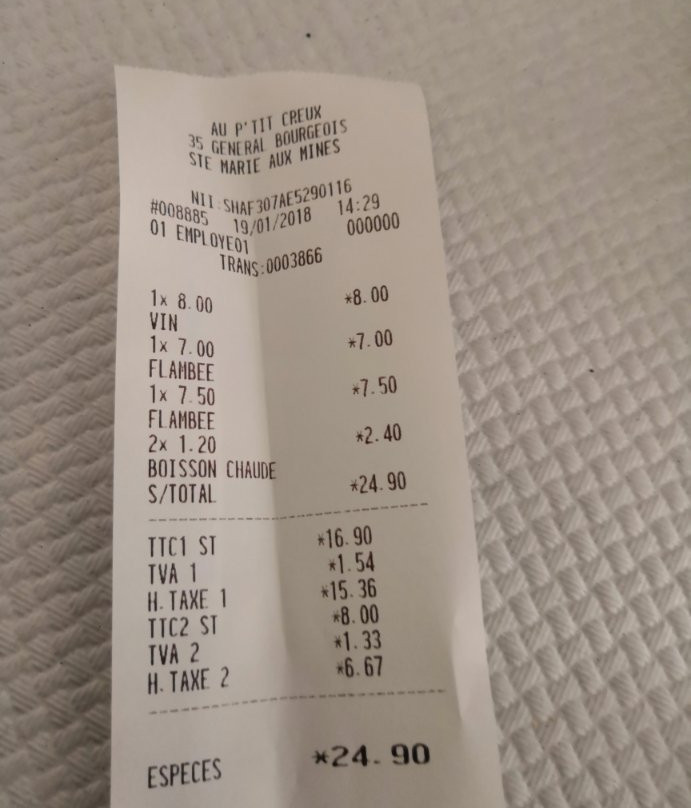 AU P'TIT CREUX
35 GENERAL BOURGEOIS
STE MARIE AUX MINES
NII:SHAF307AE5290116
#008885 19/01/2018 14:29
01 EMPLOYE01 000000
TRANS:0003866
1x 8.00 *8.00
VIN
1x 7.00 *7.00
FLAMBEE
1x 7.50 *7.50
FLAMBEE
2x 1.20 *2.40
BOISSON CHAUDE
S/TOTAL *24.90
TTC1 ST *16.90
TVA 1 *1.54
H.TAXE 1 *15.36
TTC2 ST *8.00
TVA 2 *1.33
H.TAXE 2 *6.67
ESPECES *24.90